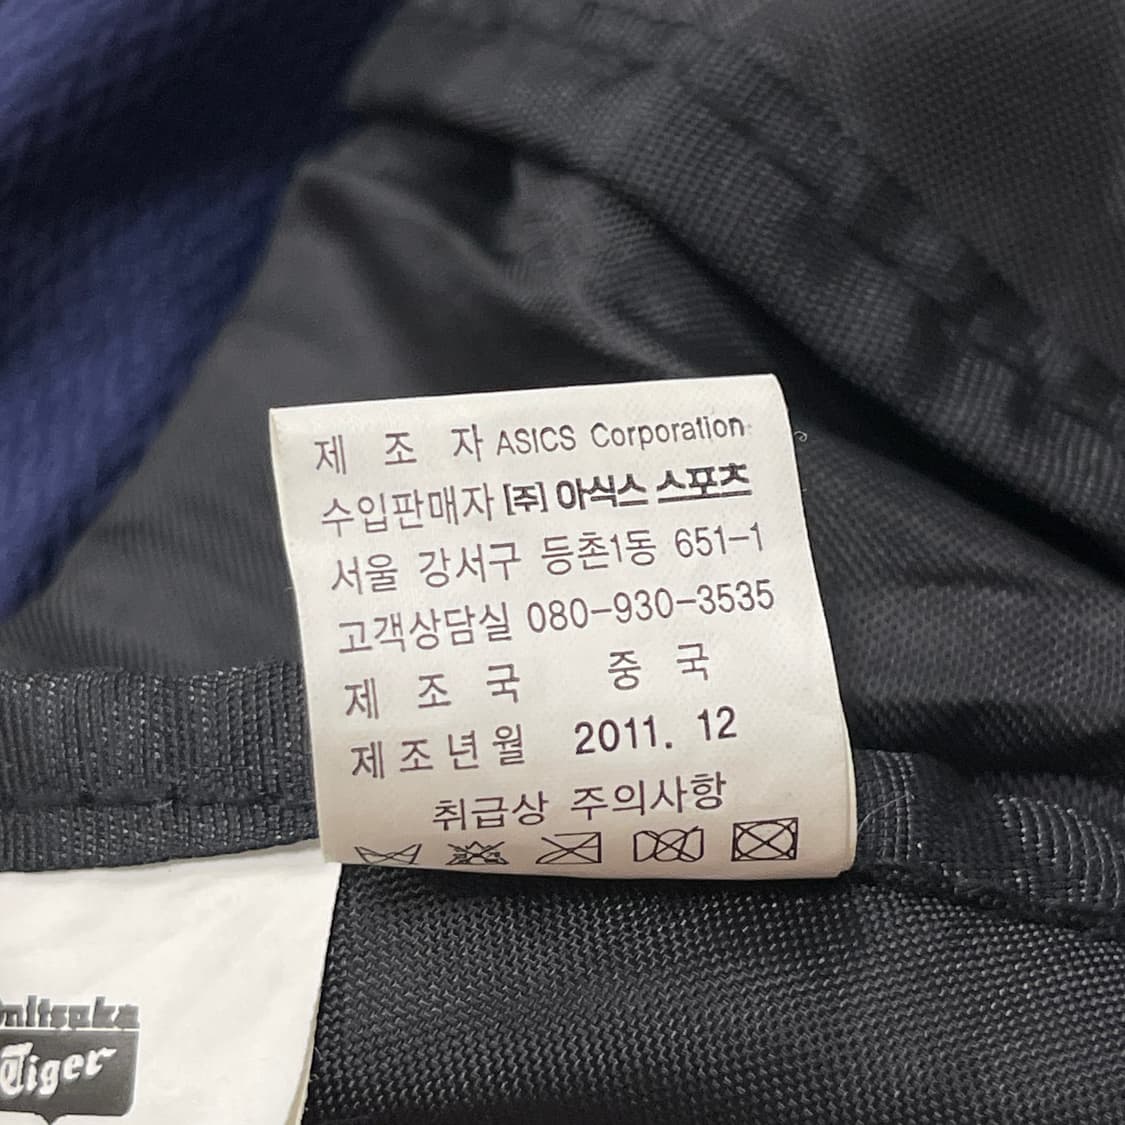 제 조 자 ASICS Corporation
수입판매자 [주] 아식스 스포츠
서울 강서구 등촌1동 651-1
고객상담실 080-930-3535
제 조 국 중 국
제조년월 2011. 12
취급상 주의사항
Onitsuka
Tiger